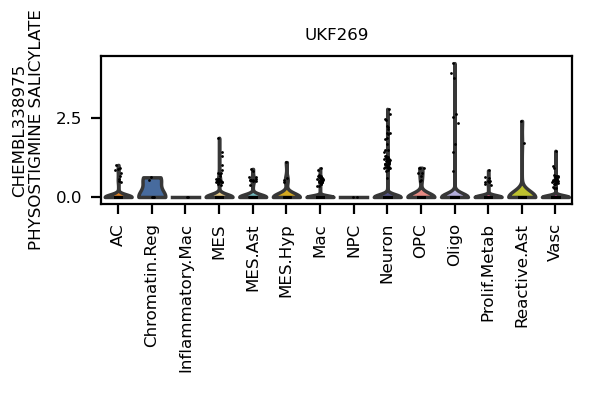 UKF269
CHEMBL338975
PHYSOSTIGMINE SALICYLATE
2.5
0.0
AC
Chromatin.Reg
Inflammatory.Mac
MES
MES.Ast
MES.Hyp
Mac
NPC
Neuron
OPC
Oligo
Prolif.Metab
Reactive.Ast
Vasc